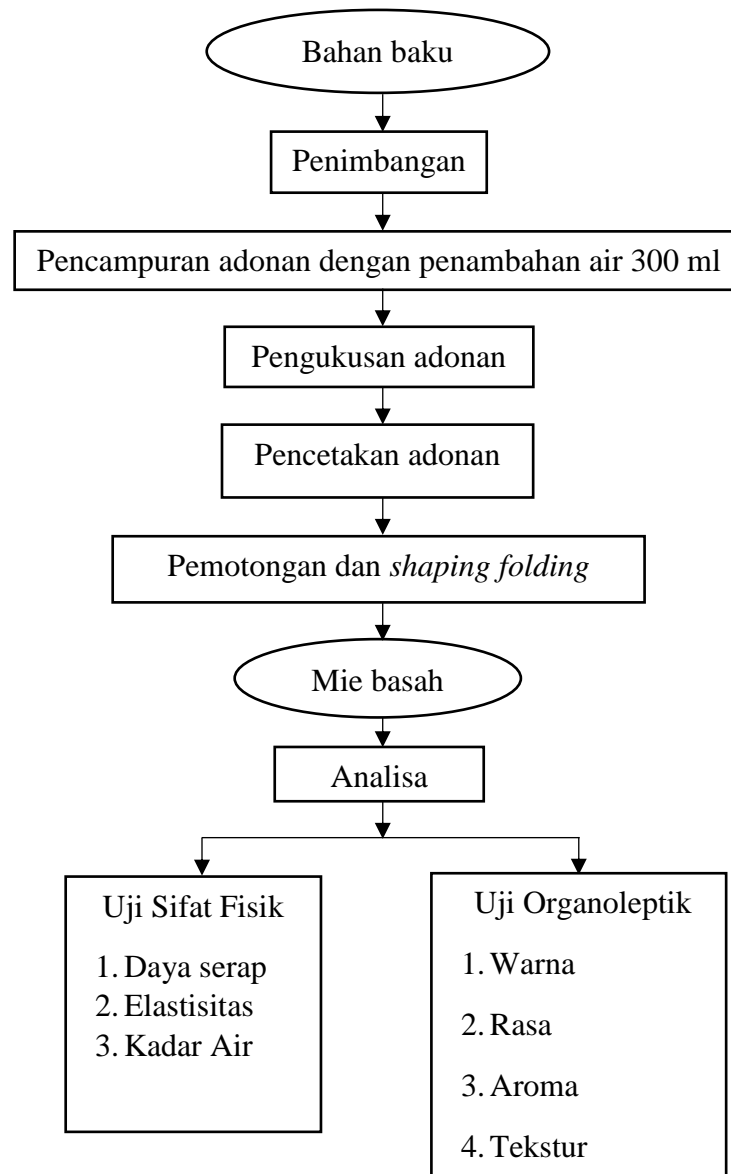 Bahan baku
Penimbangan
Pencampuran adonan dengan penambahan air 300 ml
Pengukusan adonan
Pencetakan adonan
Pemotongan dan shaping folding
Mie basah
Analisa
Uji Sifat Fisik
1. Daya serap
2. Elastisitas
3. Kadar Air
Uji Organoleptik
1. Warna
2. Rasa
3. Aroma
4. Tekstur